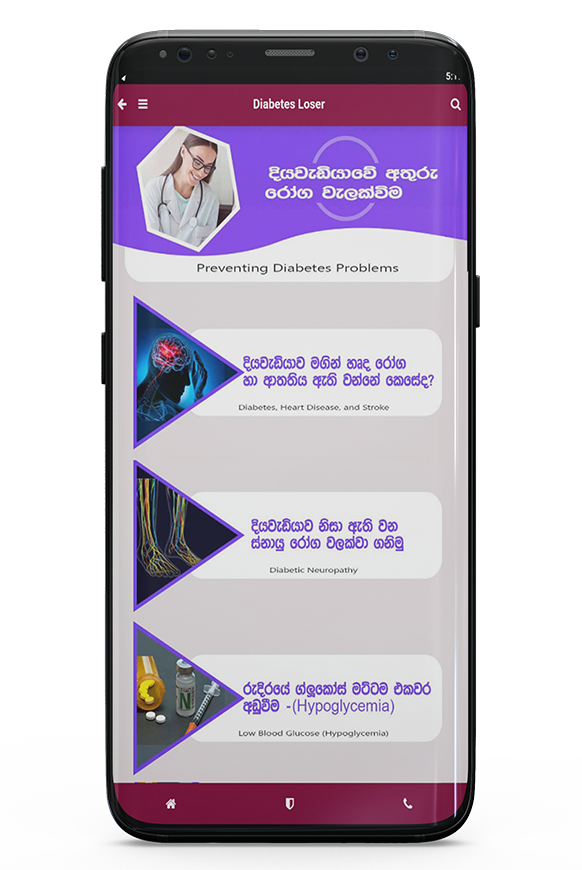 Diabetes Loser
දියවැඩියාවේ අතුරු
රෝග වැලක්වීම
Preventing Diabetes Problems
දියවැඩියාව මගින් හෘද රෝග
හා ආතතිය ඇති වන්නේ කෙසේද?
Diabetes, Heart Disease, and Stroke
දියවැඩියාව නිසා ඇති වන
ස්නායු රෝග වලක්වා ගනිමු
Diabetic Neuropathy
රුදිරයේ ග්ලූකෝස් මට්ටම එකවර
අඩුවීම -(Hypoglycemia)
Low Blood Glucose (Hypoglycemia)